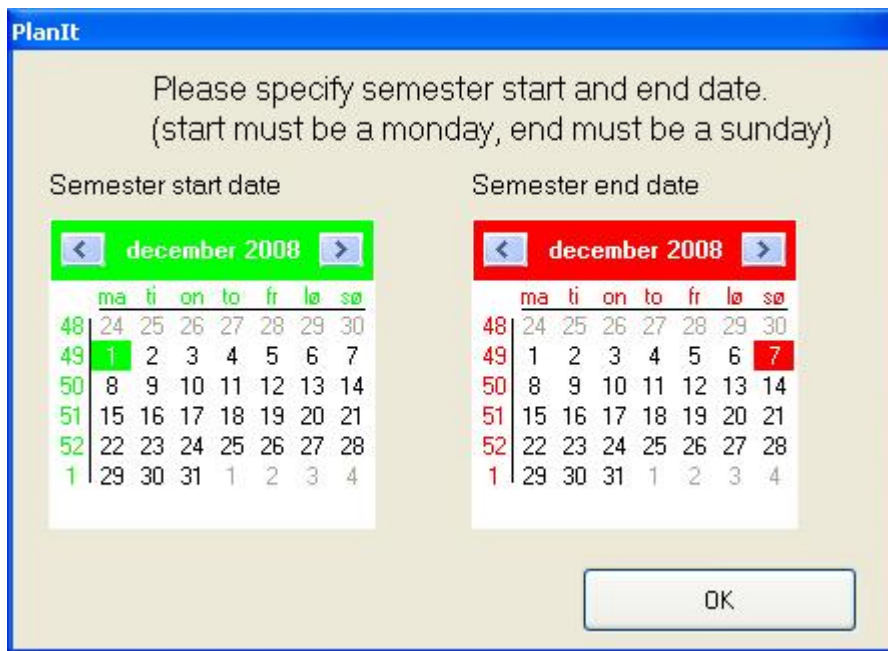 PlanIt
Please specify semester start and end date.
(start must be a monday, end must be a sunday)
Semester start date
december 2008
ma ti on to fr lø sø
48 24 25 26 27 28 29 30
49 1 2 3 4 5 6 7
50 8 9 10 11 12 13 14
51 15 16 17 18 19 20 21
52 22 23 24 25 26 27 28
1 29 30 31 1 2 3 4
Semester end date
december 2008
ma ti on to fr lø sø
48 24 25 26 27 28 29 30
49 1 2 3 4 5 6 7
50 8 9 10 11 12 13 14
51 15 16 17 18 19 20 21
52 22 23 24 25 26 27 28
1 29 30 31 1 2 3 4
OK